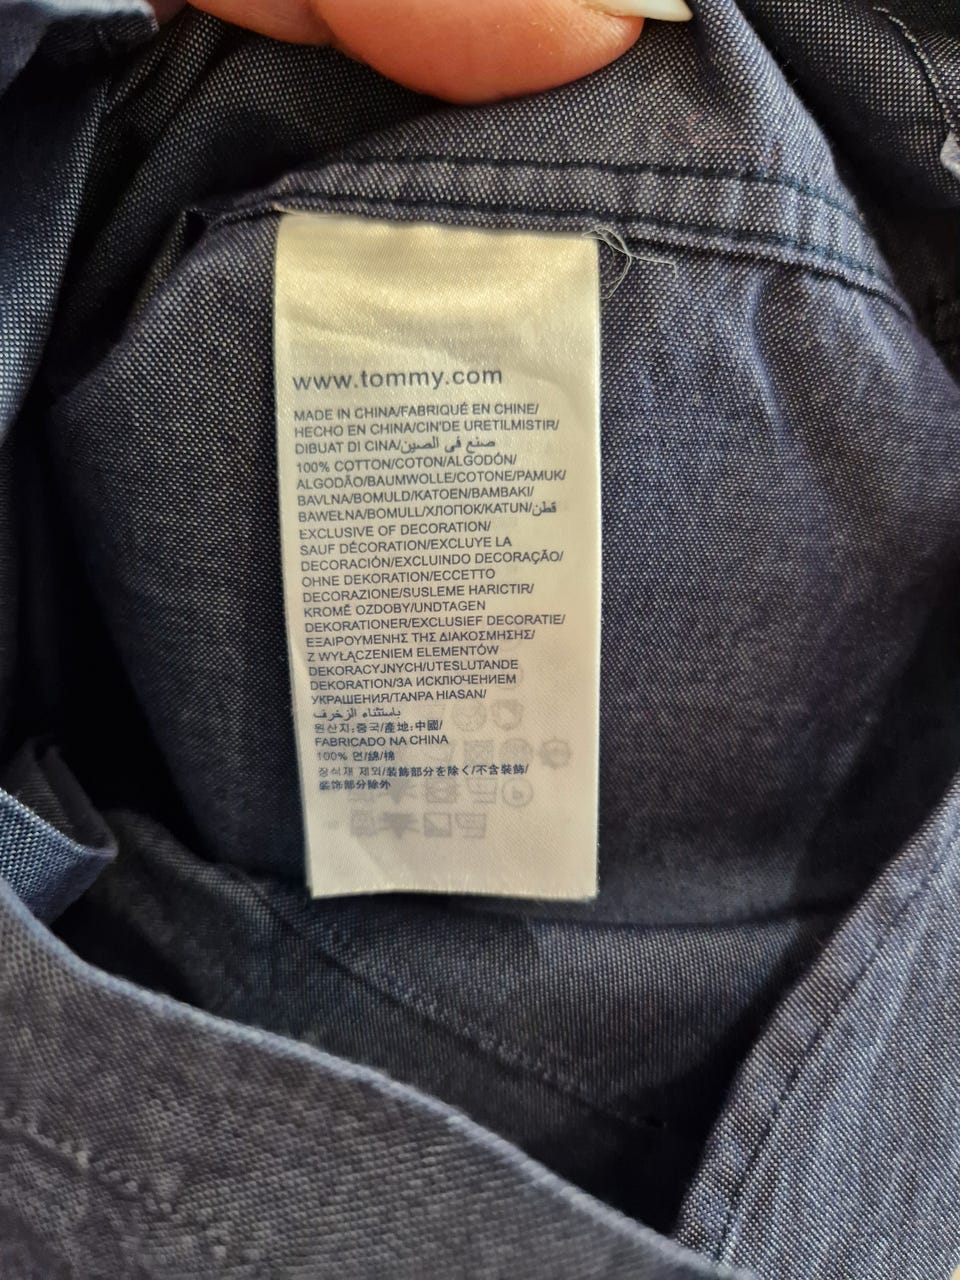 www.tommy.com
MADE IN CHINA/FABRIQUÉ EN CHINE/
HECHO EN CHINA/CIN'DE URETILMISTIR/
DIBUAT DI CINA/صنع في الصين
100% COTTON/COTON/ALGODÓN/
ALGODÃO/BAUMWOLLE/COTONE/PAMUK/
BAVLNA/BOMULD/KATOEN/BAMBAKI/
BAWEŁNA/BOMULL/ХЛОПОК/KATUN/قطن
EXCLUSIVE OF DECORATION/
SAUF DÉCORATION/EXCLUYE LA
DECORACIÓN/EXCLUINDO DECORAÇÃO/
OHNE DEKORATION/ECCETTO
DECORAZIONE/SUSLEME HARICTIR/
KROMĚ OZDOBY/UNDTAGEN
DEKORATIONER/EXCLUSIEF DECORATIE/
ΕΞΑΙΡΟΥΜΕΝΗΣ ΤΗΣ ΔΙΑΚΟΣΜΗΣΗΣ/
Z WYŁĄCZENIEM ELEMENTÓW
DEKORACYJNYCH/UTESLUTANDE
DEKORATION/ЗА ИСКЛЮЧЕНИЕМ
УКРАШЕНИЯ/TANPA HIASAN/
باستثناء الزخرف
원산지:중국/產地:中國/
FABRICADO NA CHINA
100% 면/綿/棉
장식재 제외/装飾部分を除く/不含裝飾/
装饰部分除外